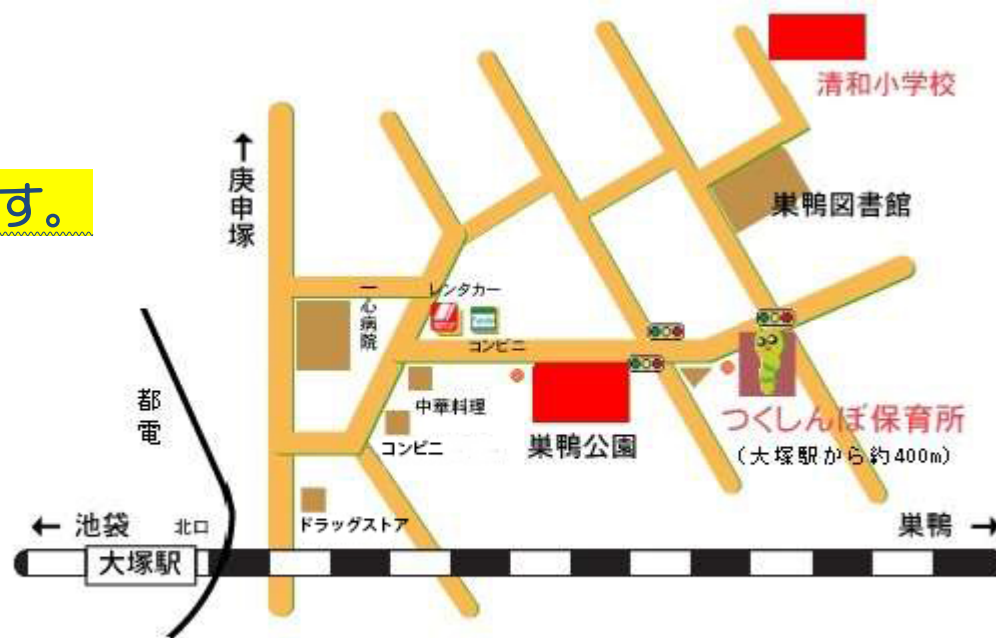 清和小学校
↑庚申塚
す。
巣鴨図書館
一心病院
レンタカー
コンビニ
都電
中華料理
コンビニ
巣鴨公園
つくしんぼ保育所
(大塚駅から約400m)
ドラッグストア
← 池袋 北口
巣鴨 →
大塚駅